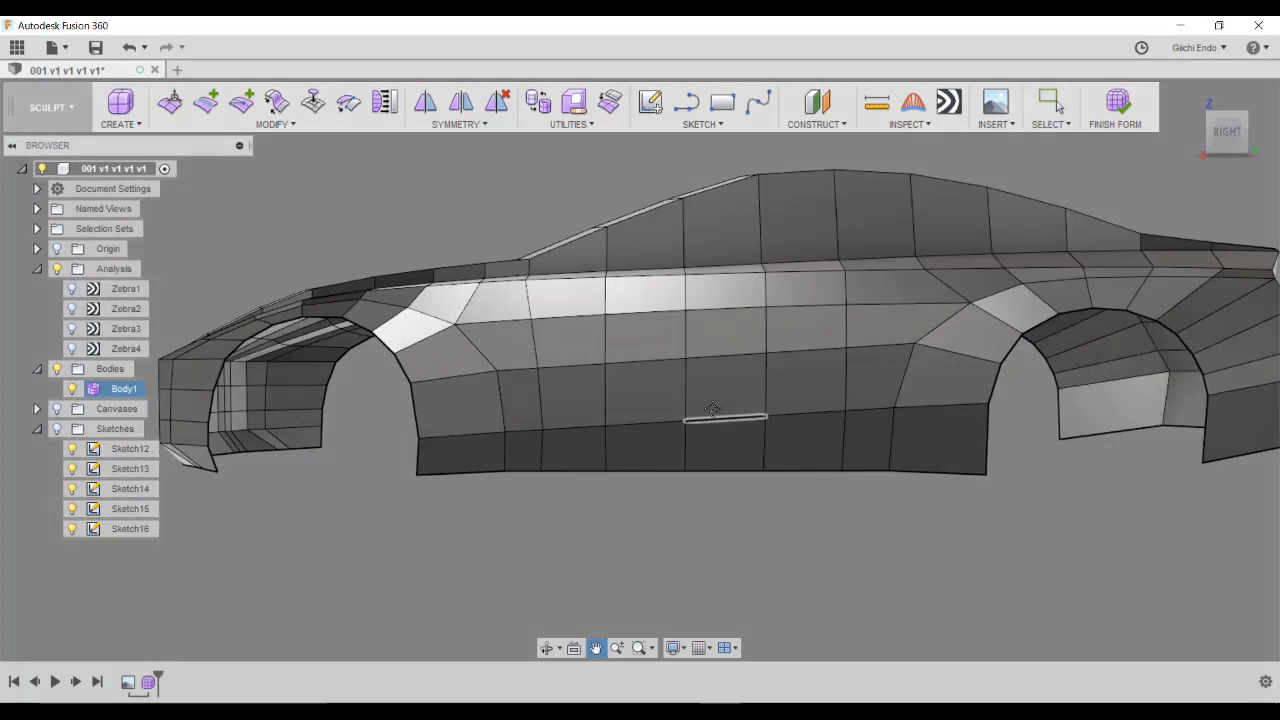 Autodesk Fusion 360
Giichi Endo
001 v1 v1 v1 v1*
SCULPT
CREATE
MODIFY
SYMMETRY
UTILITIES
SKETCH
CONSTRUCT
INSPECT
INSERT
SELECT
FINISH FORM
BROWSER
Z
RIGHT
001 v1 v1 v1 v1
Document Settings
Named Views
Selection Sets
Origin
Analysis
Zebra1
Zebra2
Zebra3
Zebra4
Bodies
Body1
Canvases
Sketches
Sketch12
Sketch13
Sketch14
Sketch15
Sketch16